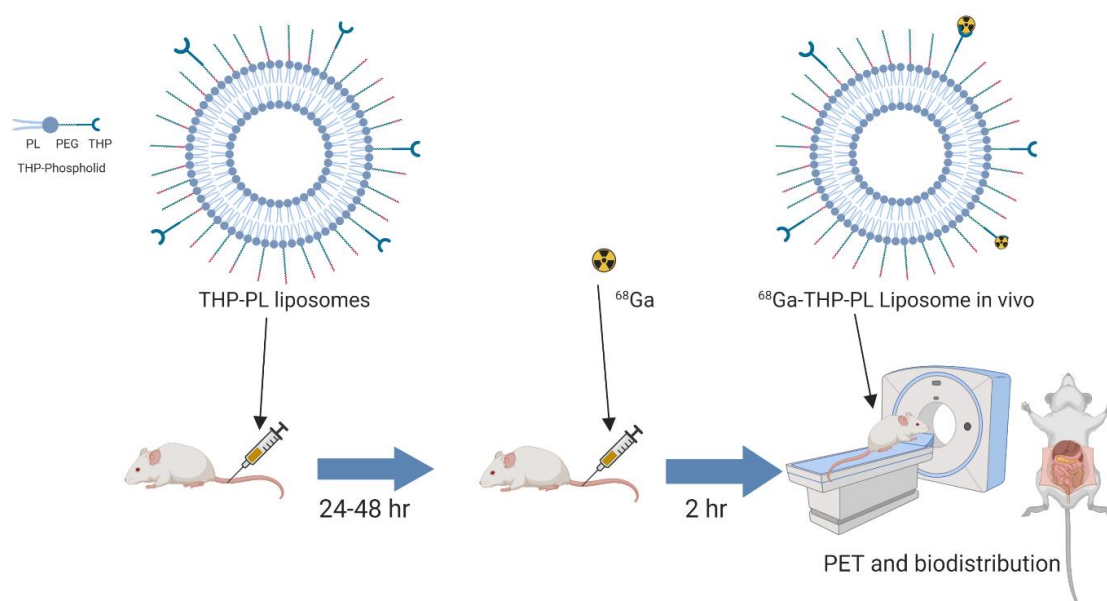 PL PEG THP
THP-Phospholid
THP-PL liposomes
⁶⁸Ga
⁶⁸Ga-THP-PL Liposome in vivo
24-48 hr
2 hr
PET and biodistribution